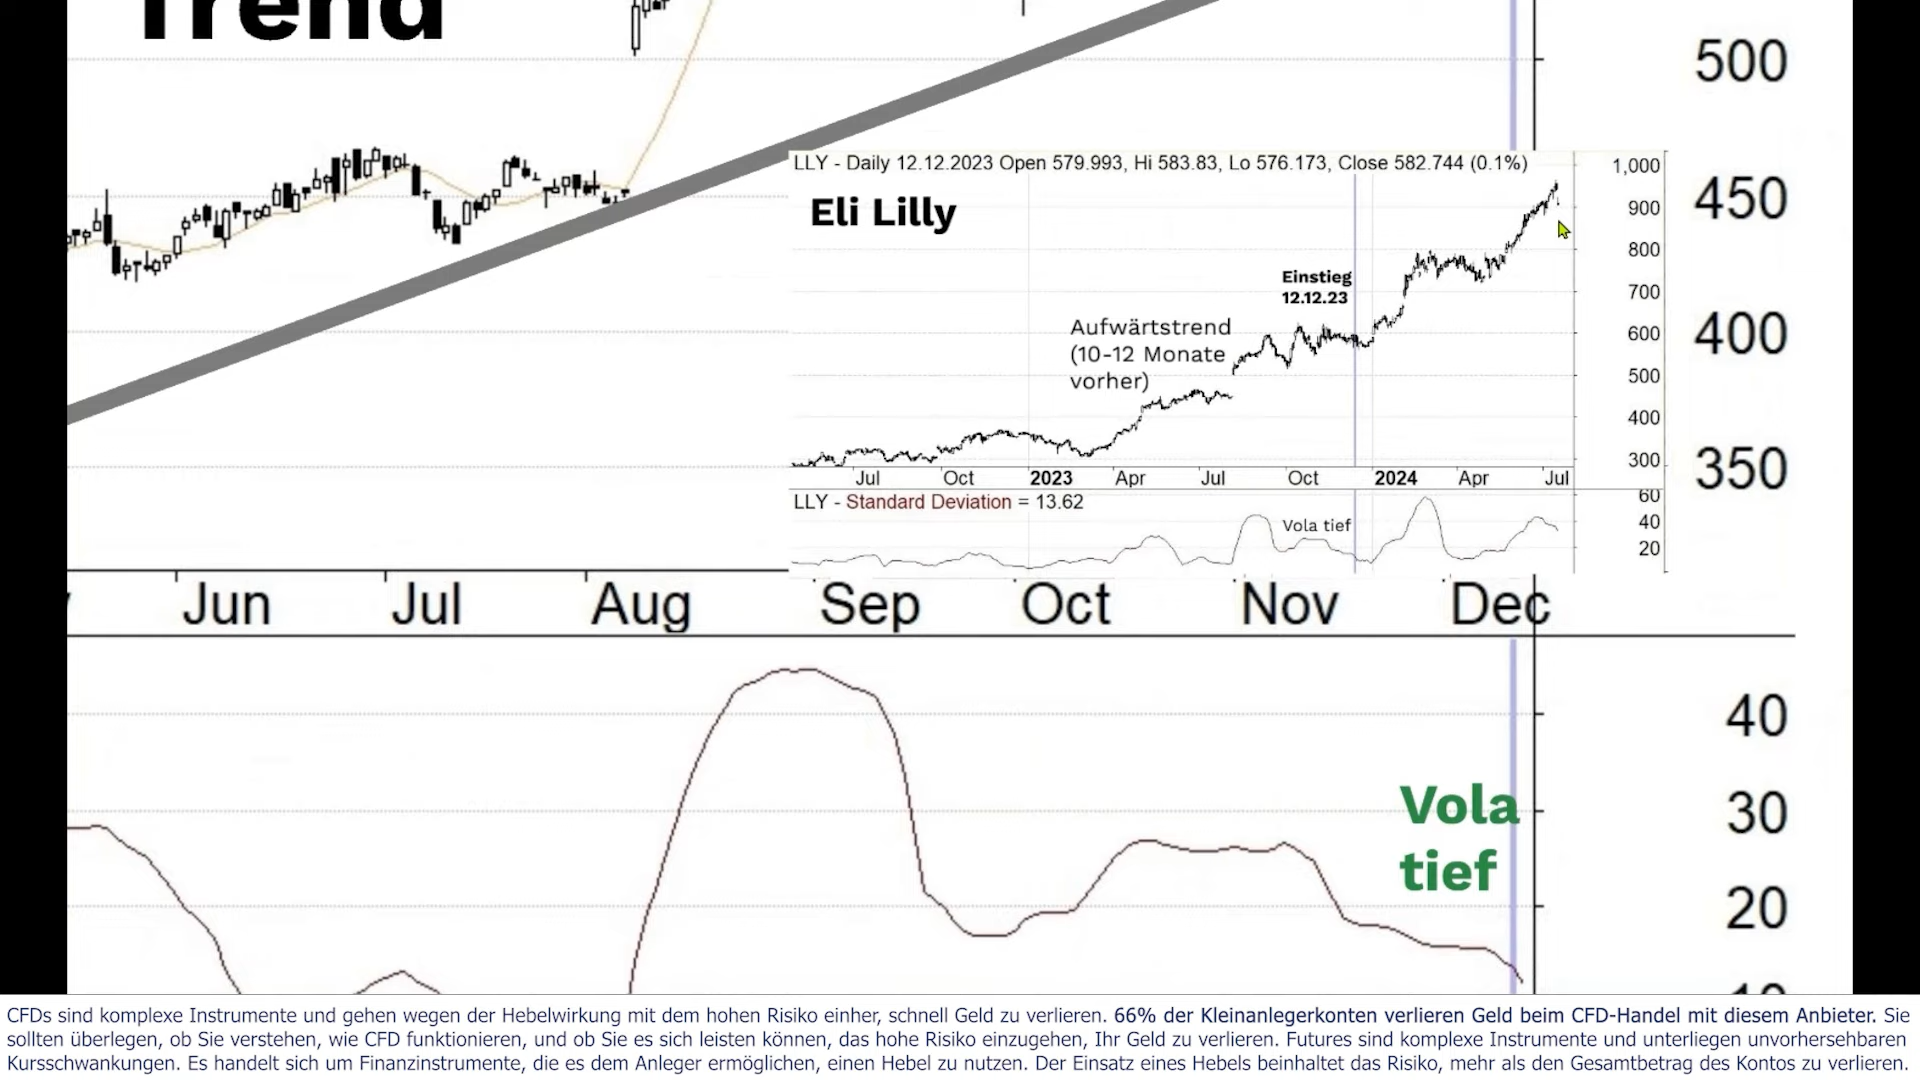 Trend
500
450
400
350
LLY - Daily 12.12.2023 Open 579.993, Hi 583.83, Lo 576.173, Close 582.744 (0.1%)
Eli Lilly
Einstieg
12.12.23
Aufwärtstrend
(10-12 Monate
vorher)
1,000
900
800
700
600
500
400
300
Jul Oct 2023 Apr Jul Oct 2024 Apr Jul
LLY - Standard Deviation = 13.62
Vola tief
60
40
20
Jun Jul Aug Sep Oct Nov Dec
40
30
20
10
Vola
tief
CFDs sind komplexe Instrumente und gehen wegen der Hebelwirkung mit dem hohen Risiko einher, schnell Geld zu verlieren. 66% der Kleinanlegerkonten verlieren Geld beim CFD-Handel mit diesem Anbieter. Sie
sollten überlegen, ob Sie verstehen, wie CFD funktionieren, und ob Sie es sich leisten können, das hohe Risiko einzugehen, Ihr Geld zu verlieren. Futures sind komplexe Instrumente und unterliegen unvorhersehbaren
Kursschwankungen. Es handelt sich um Finanzinstrumente, die es dem Anleger ermöglichen, einen Hebel zu nutzen. Der Einsatz eines Hebels beinhaltet das Risiko, mehr als den Gesamtbetrag des Kontos zu verlieren.